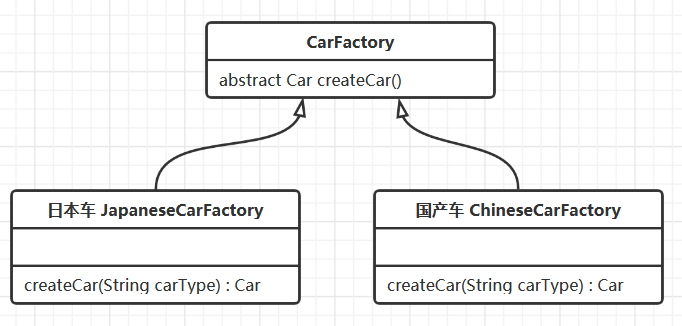 CarFactory
abstract Car createCar()
日本车 JapaneseCarFactory
国产车 ChineseCarFactory
createCar(String carType) : Car
createCar(String carType) : Car